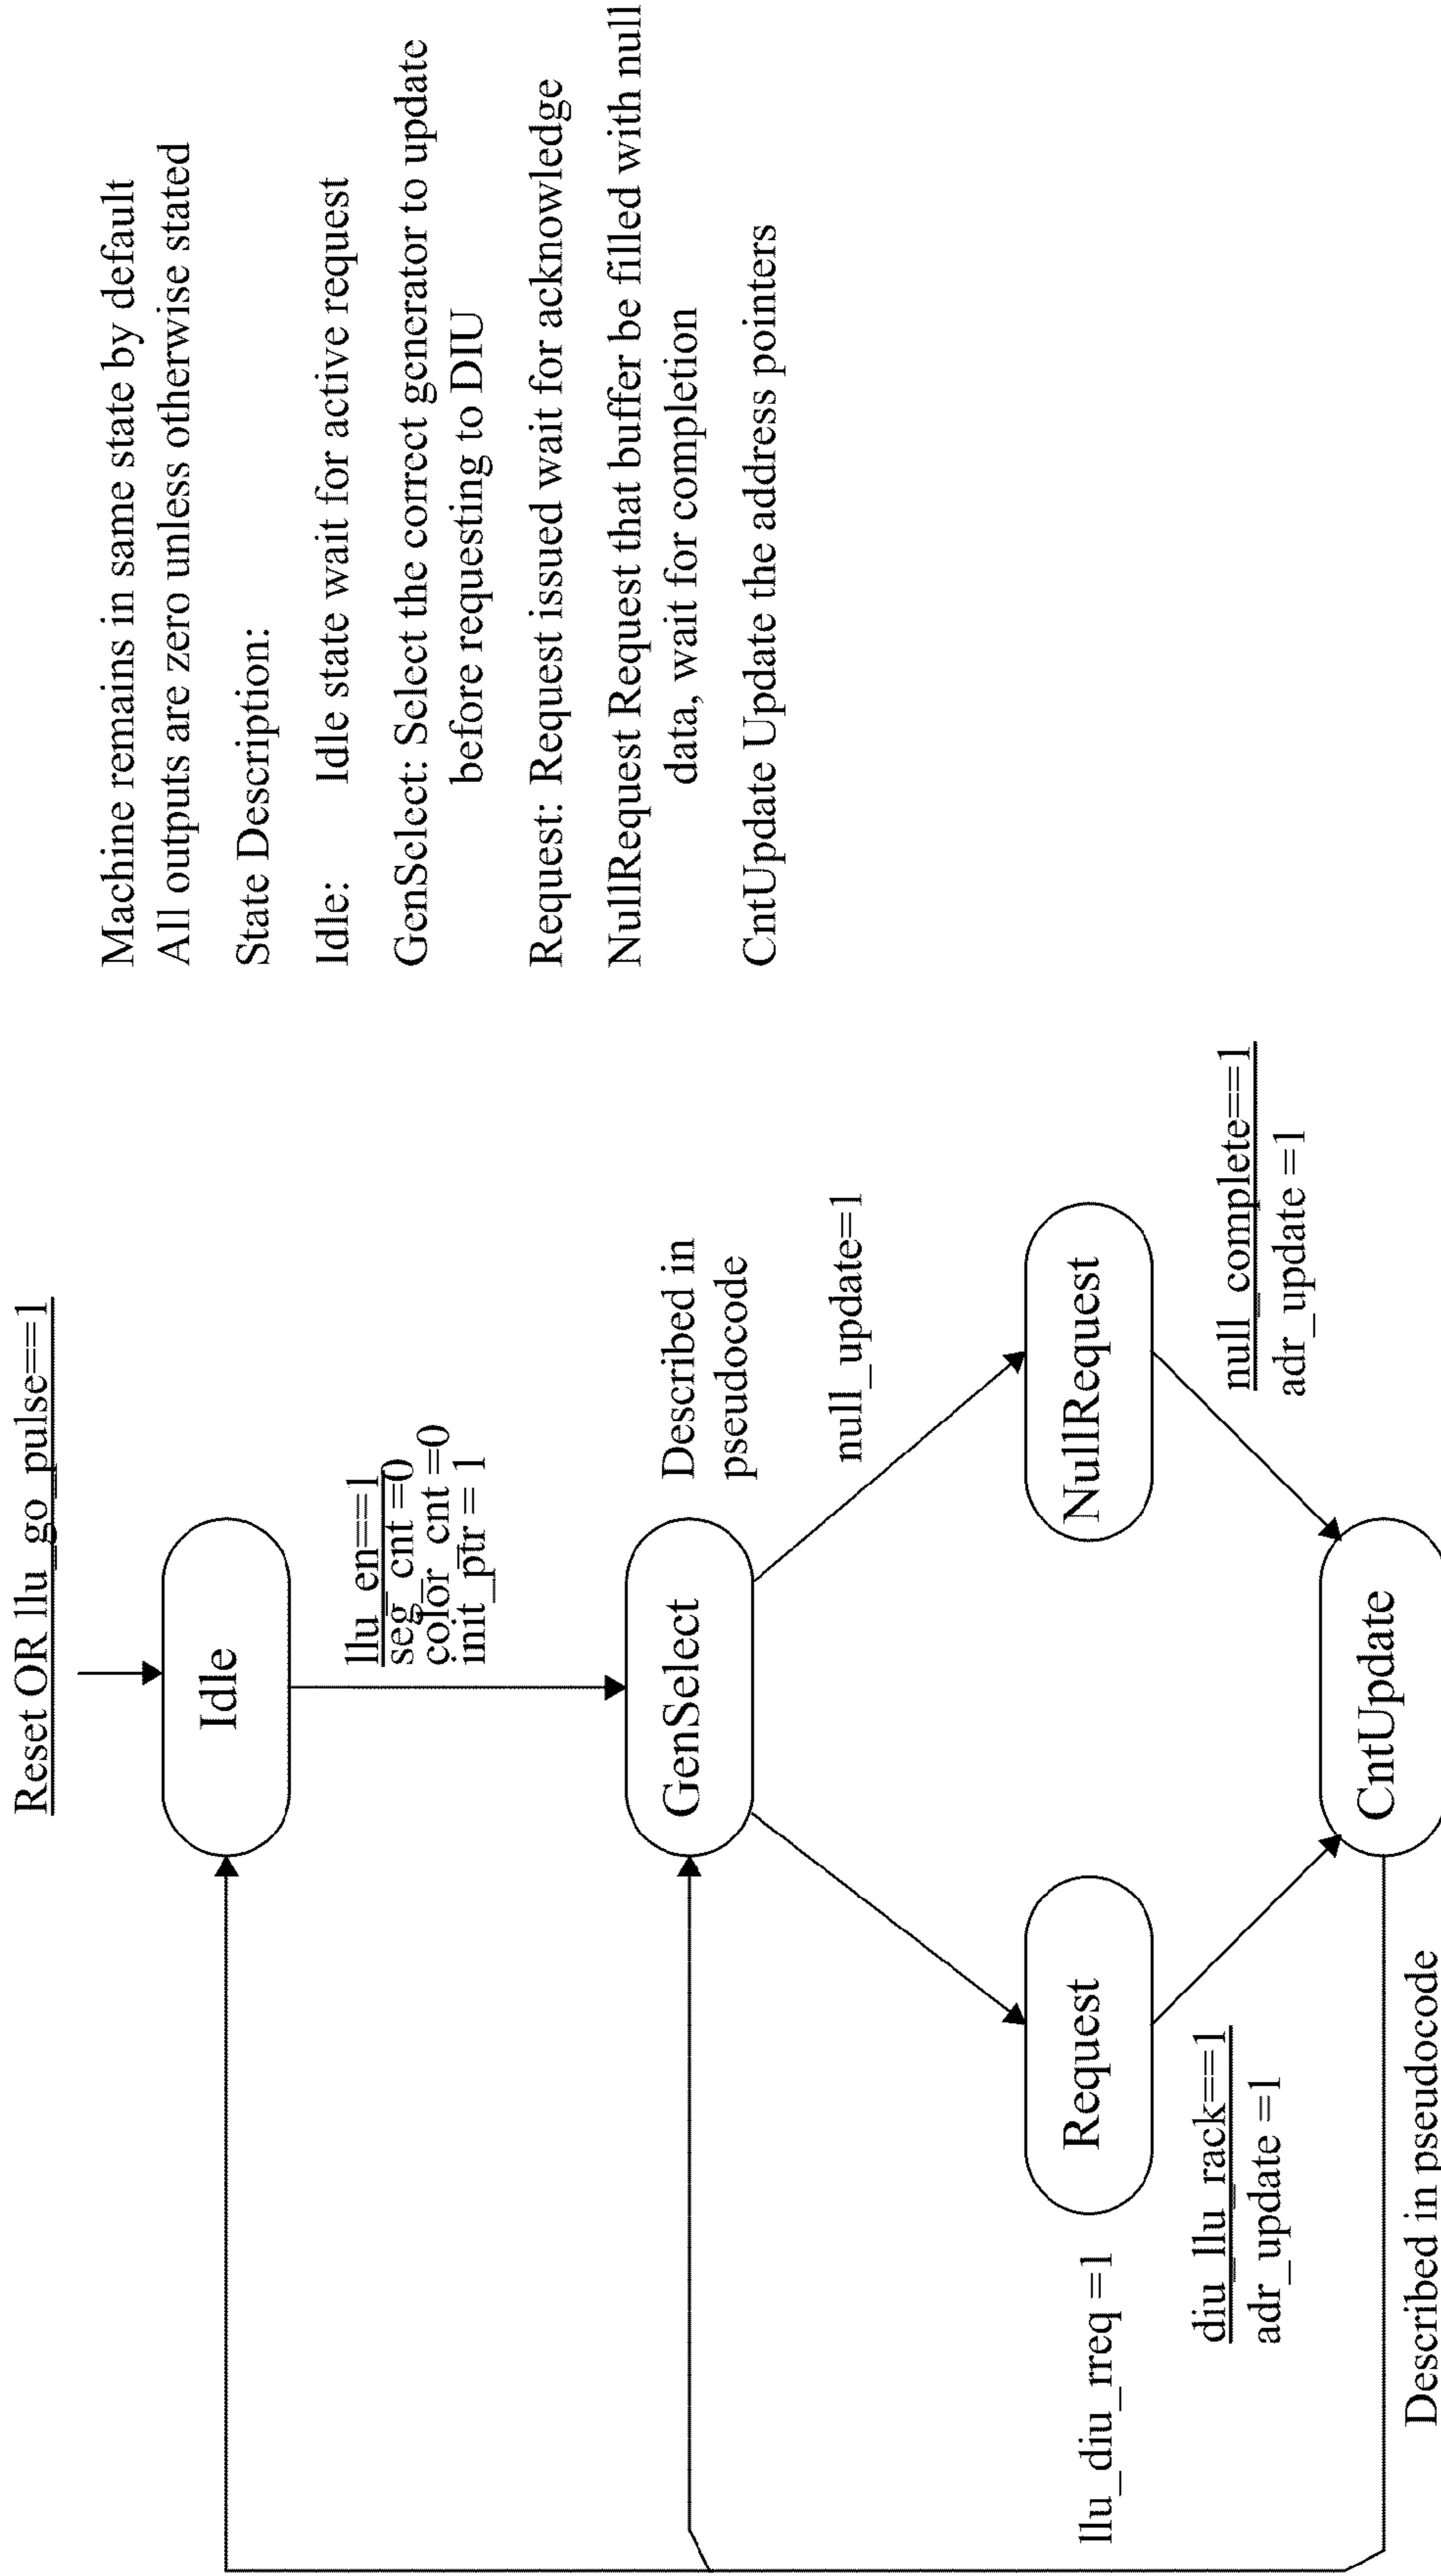 Reset OR llu_go_pulse==1
Idle
llu_en==1
seg_cnt =0
color_cnt =0
init_ptr = 1
GenSelect
Described in
pseudocode
null_update=1
Request
NullRequest
llu_diu_rreq =1
diu_llu_rack==1
adr_update =1
null_complete==1
adr_update =1
CntUpdate
Described in pseudocode
Machine remains in same state by default
All outputs are zero unless otherwise stated
State Description:
Idle: Idle state wait for active request
GenSelect: Select the correct generator to update
before requesting to DIU
Request: Request issued wait for acknowledge
NullRequest Request that buffer be filled with null
data, wait for completion
CntUpdate Update the address pointers